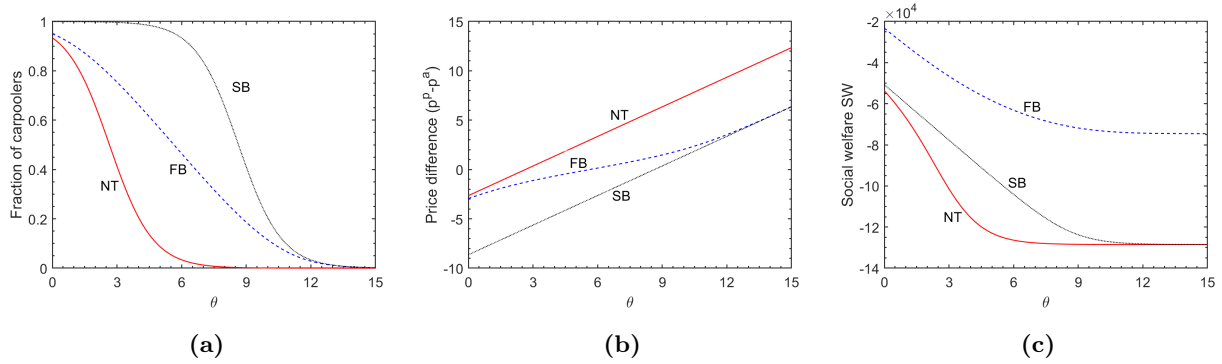 1
0.8
0.6
0.4
0.2
0
0 3 6 9 12 15
Fraction of carpoolers
θ
NT
FB
SB
(a)
15
10
5
0
-5
-10
0 3 6 9 12 15
Price difference (p^p-p^a)
θ
NT
FB
SB
(b)
×10^4
-2
-4
-6
-8
-10
-12
-14
0 3 6 9 12 15
Social welfare SW
θ
FB
SB
NT
(c)